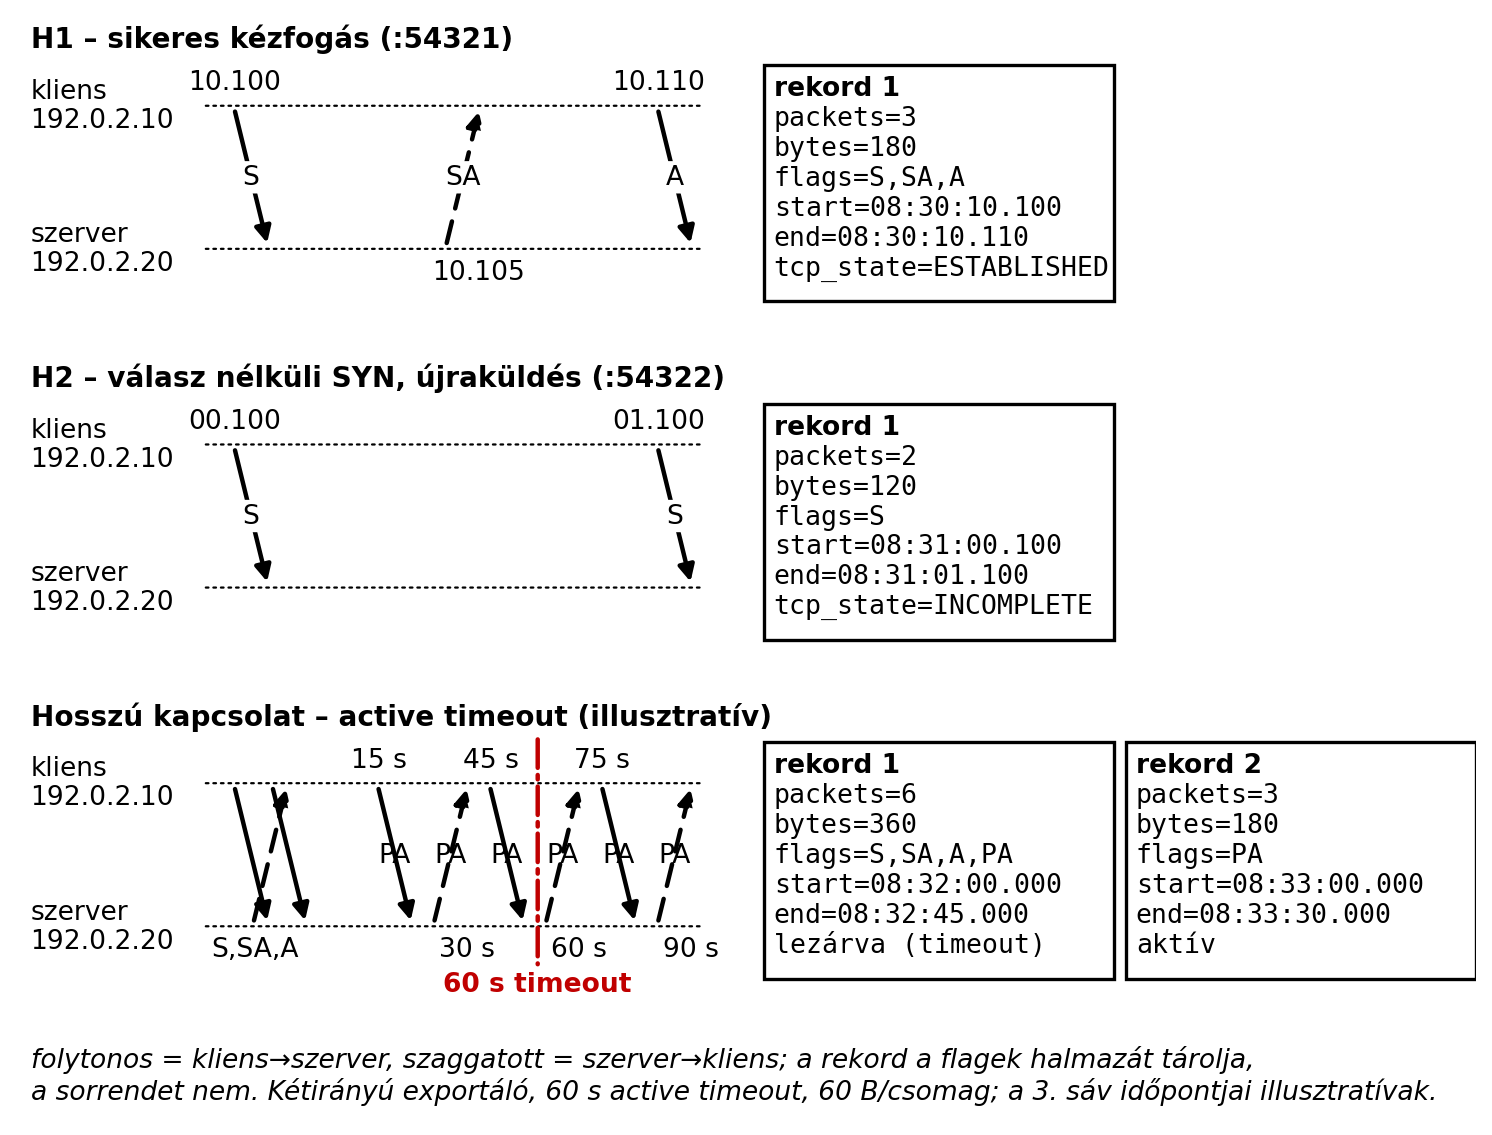 H1 – sikeres kézfogás (:54321)
kliens
192.0.2.10
10.100
10.110
S
SA
A
szerver
192.0.2.20
10.105
rekord 1
packets=3
bytes=180
flags=S,SA,A
start=08:30:10.100
end=08:30:10.110
tcp_state=ESTABLISHED
H2 – válasz nélküli SYN, újraküldés (:54322)
kliens
192.0.2.10
00.100
01.100
S
S
szerver
192.0.2.20
rekord 1
packets=2
bytes=120
flags=S
start=08:31:00.100
end=08:31:01.100
tcp_state=INCOMPLETE
Hosszú kapcsolat – active timeout (illusztratív)
kliens
192.0.2.10
15 s
45 s
75 s
PA
PA
PA
PA
PA
PA
szerver
192.0.2.20
S,SA,A
30 s
60 s
90 s
60 s timeout
rekord 1
packets=6
bytes=360
flags=S,SA,A,PA
start=08:32:00.000
end=08:32:45.000
lezárva (timeout)
rekord 2
packets=3
bytes=180
flags=PA
start=08:33:00.000
end=08:33:30.000
aktív
folytonos = kliens→szerver, szaggatott = szerver→kliens; a rekord a flagek halmazát tárolja,
a sorrendet nem. Kétirányú exportáló, 60 s active timeout, 60 B/csomag; a 3. sáv időpontjai illusztratívak.